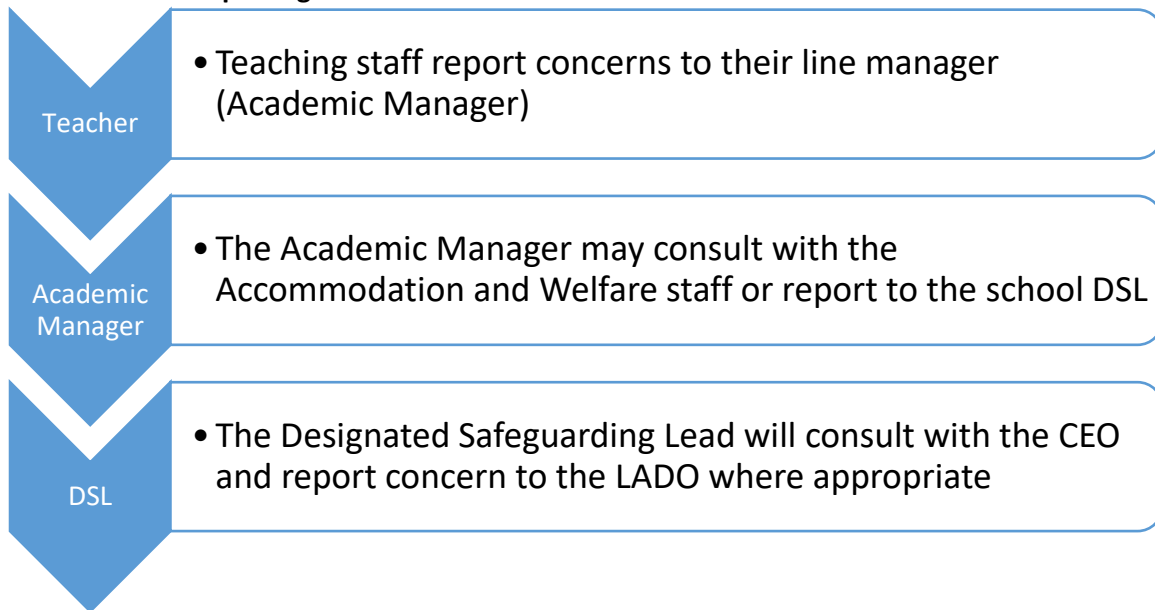 Teacher
• Teaching staff report concerns to their line manager
(Academic Manager)
Academic
Manager
• The Academic Manager may consult with the
Accommodation and Welfare staff or report to the school DSL
DSL
• The Designated Safeguarding Lead will consult with the CEO
and report concern to the LADO where appropriate